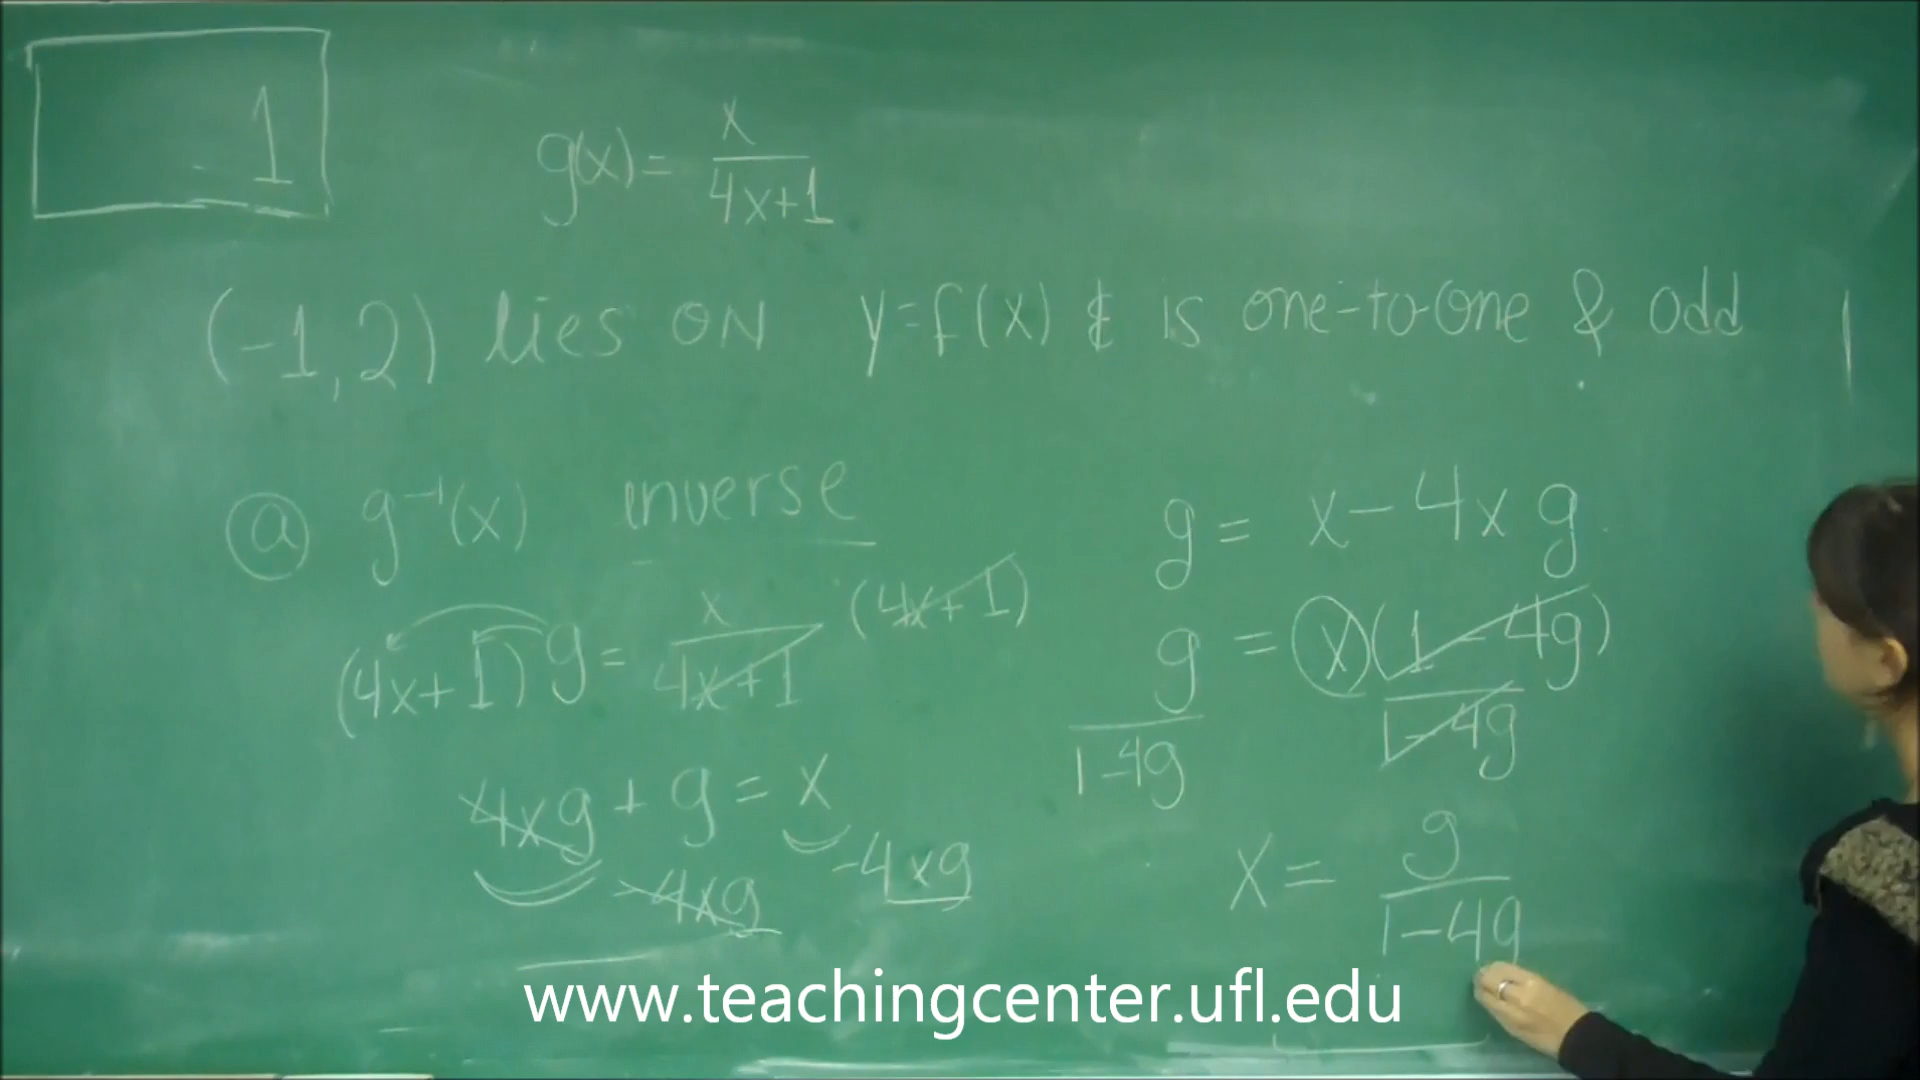 1
g(x) = x / 4x+1
(-1, 2) lies ON y=f(x) & is one-to-one & odd
ⓐ g⁻¹(x) inverse
(4x+1) g = x / 4x+1 (4x+1)
4xg + g = x
-4xg -4xg
g = x - 4x g
g / 1-4g = x (1 - 4g) / 1-4g
x = g / 1-4g
www.teachingcenter.ufl.edu